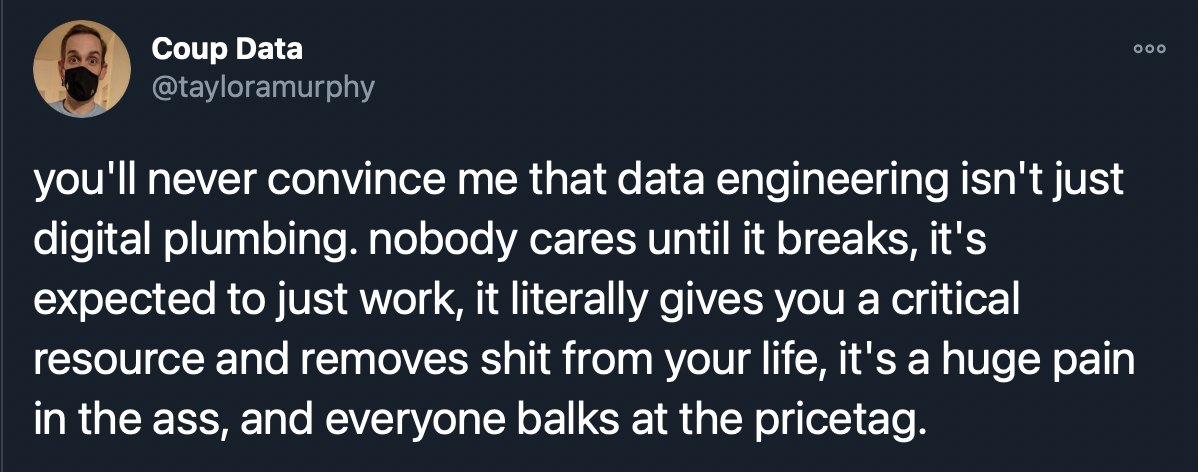 Coup Data
@tayloramurphy
you'll never convince me that data engineering isn't just
digital plumbing. nobody cares until it breaks, it's
expected to just work, it literally gives you a critical
resource and removes shit from your life, it's a huge pain
in the ass, and everyone balks at the pricetag.